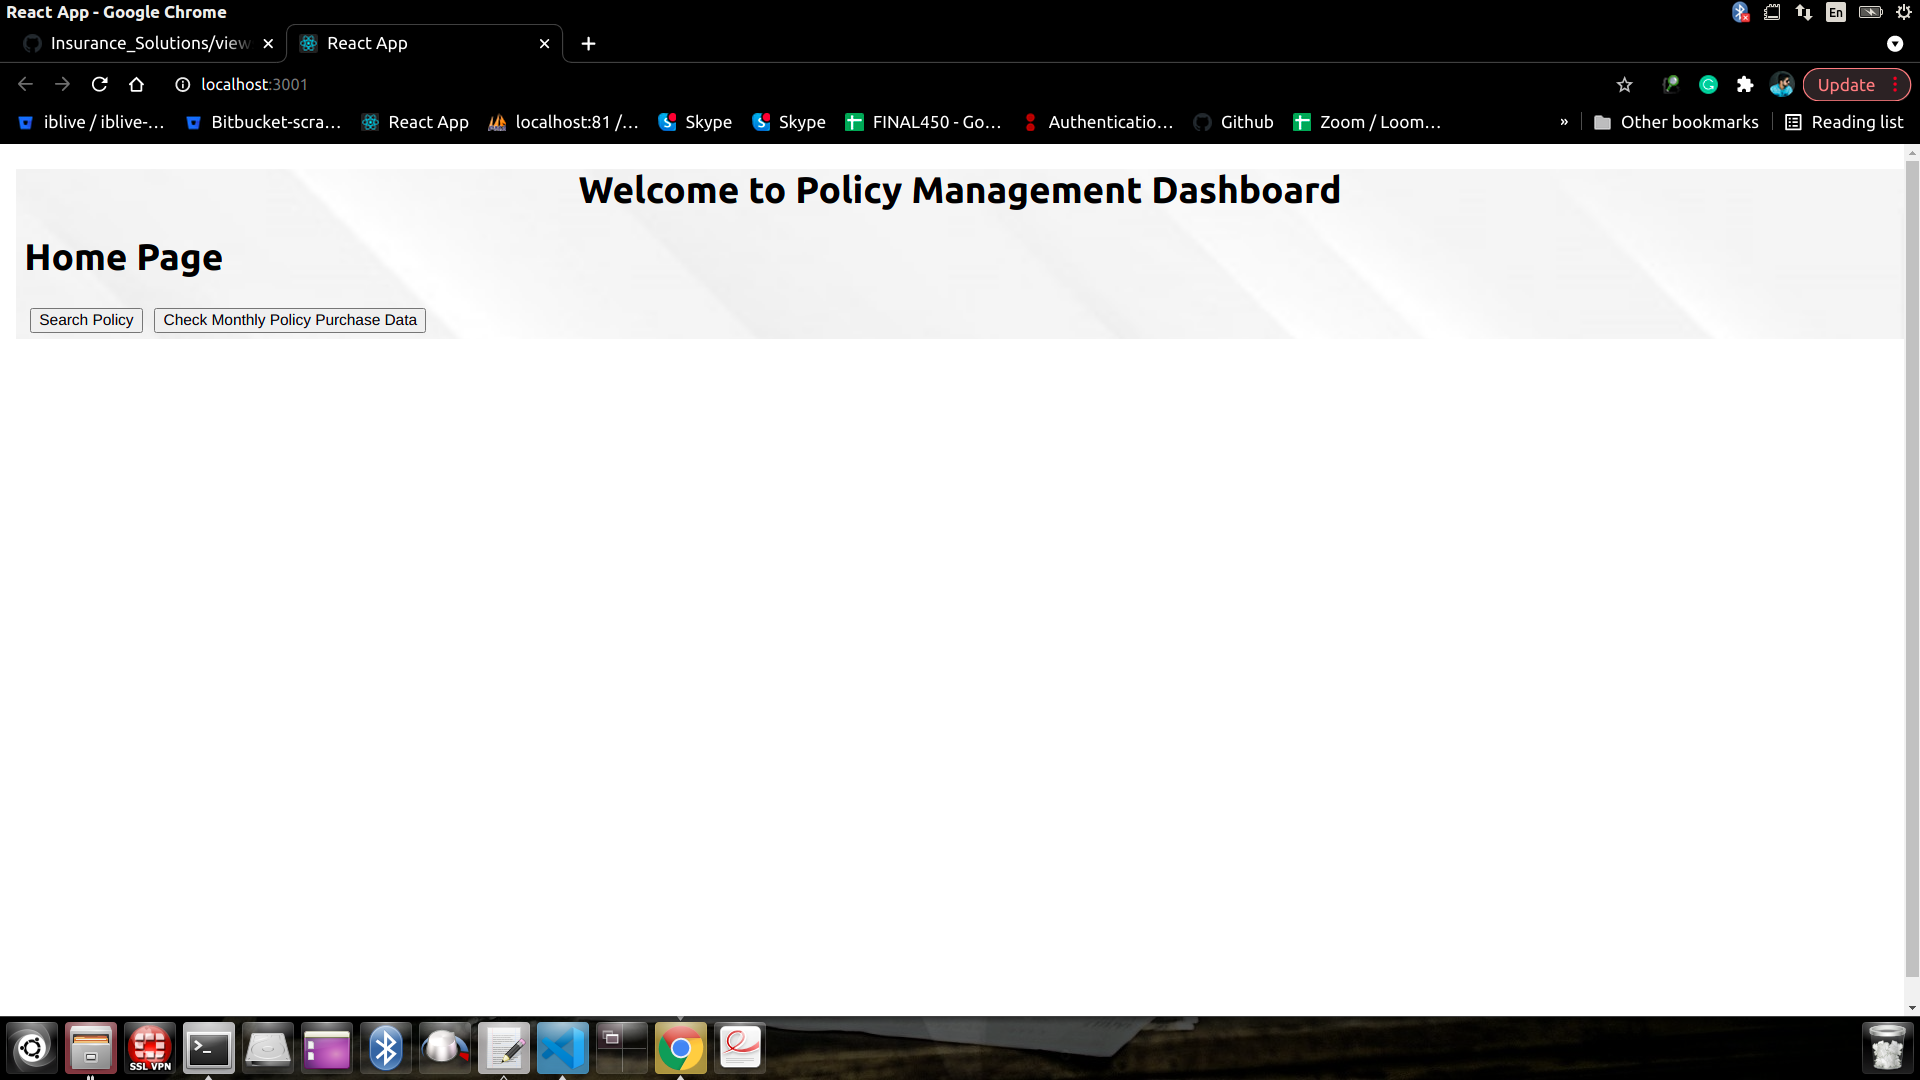 React App - Google Chrome
En
Insurance_Solutions/view
React App
localhost:3001
Update
iblive / iblive-...
Bitbucket-scra...
React App
localhost:81 /...
Skype
Skype
FINAL450 - Go...
Authenticatio...
Github
Zoom / Loom...
»
Other bookmarks
Reading list
Welcome to Policy Management Dashboard
Home Page
Search Policy
Check Monthly Policy Purchase Data
SSL VPN